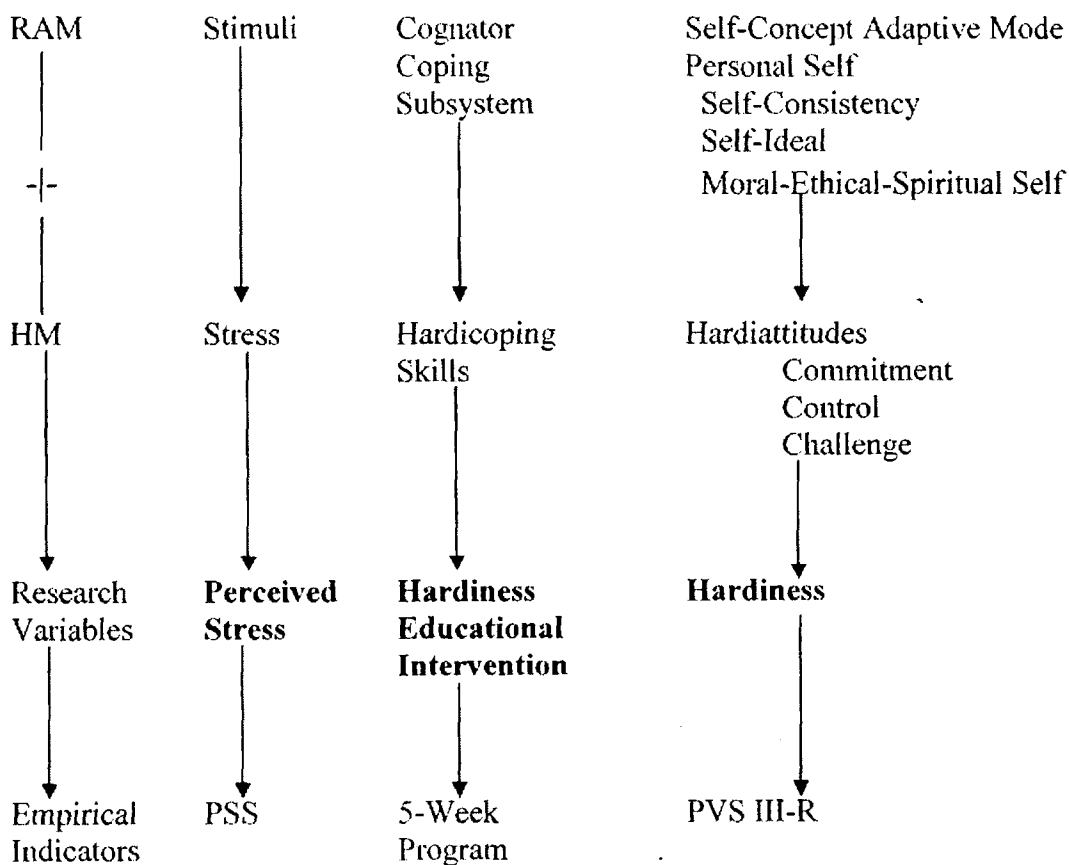 RAM Stimuli Cognator Self-Concept Adaptive Mode
Coping Personal Self
Subsystem Self-Consistency
Self-Ideal
Moral-Ethical-Spiritual Self
HM Stress Hardicoping Hardiattitudes
Skills Commitment
Control
Challenge
Research Perceived Hardiness Hardiness
Variables Stress Educational
Intervention
Empirical PSS 5-Week PVS III-R
Indicators Program